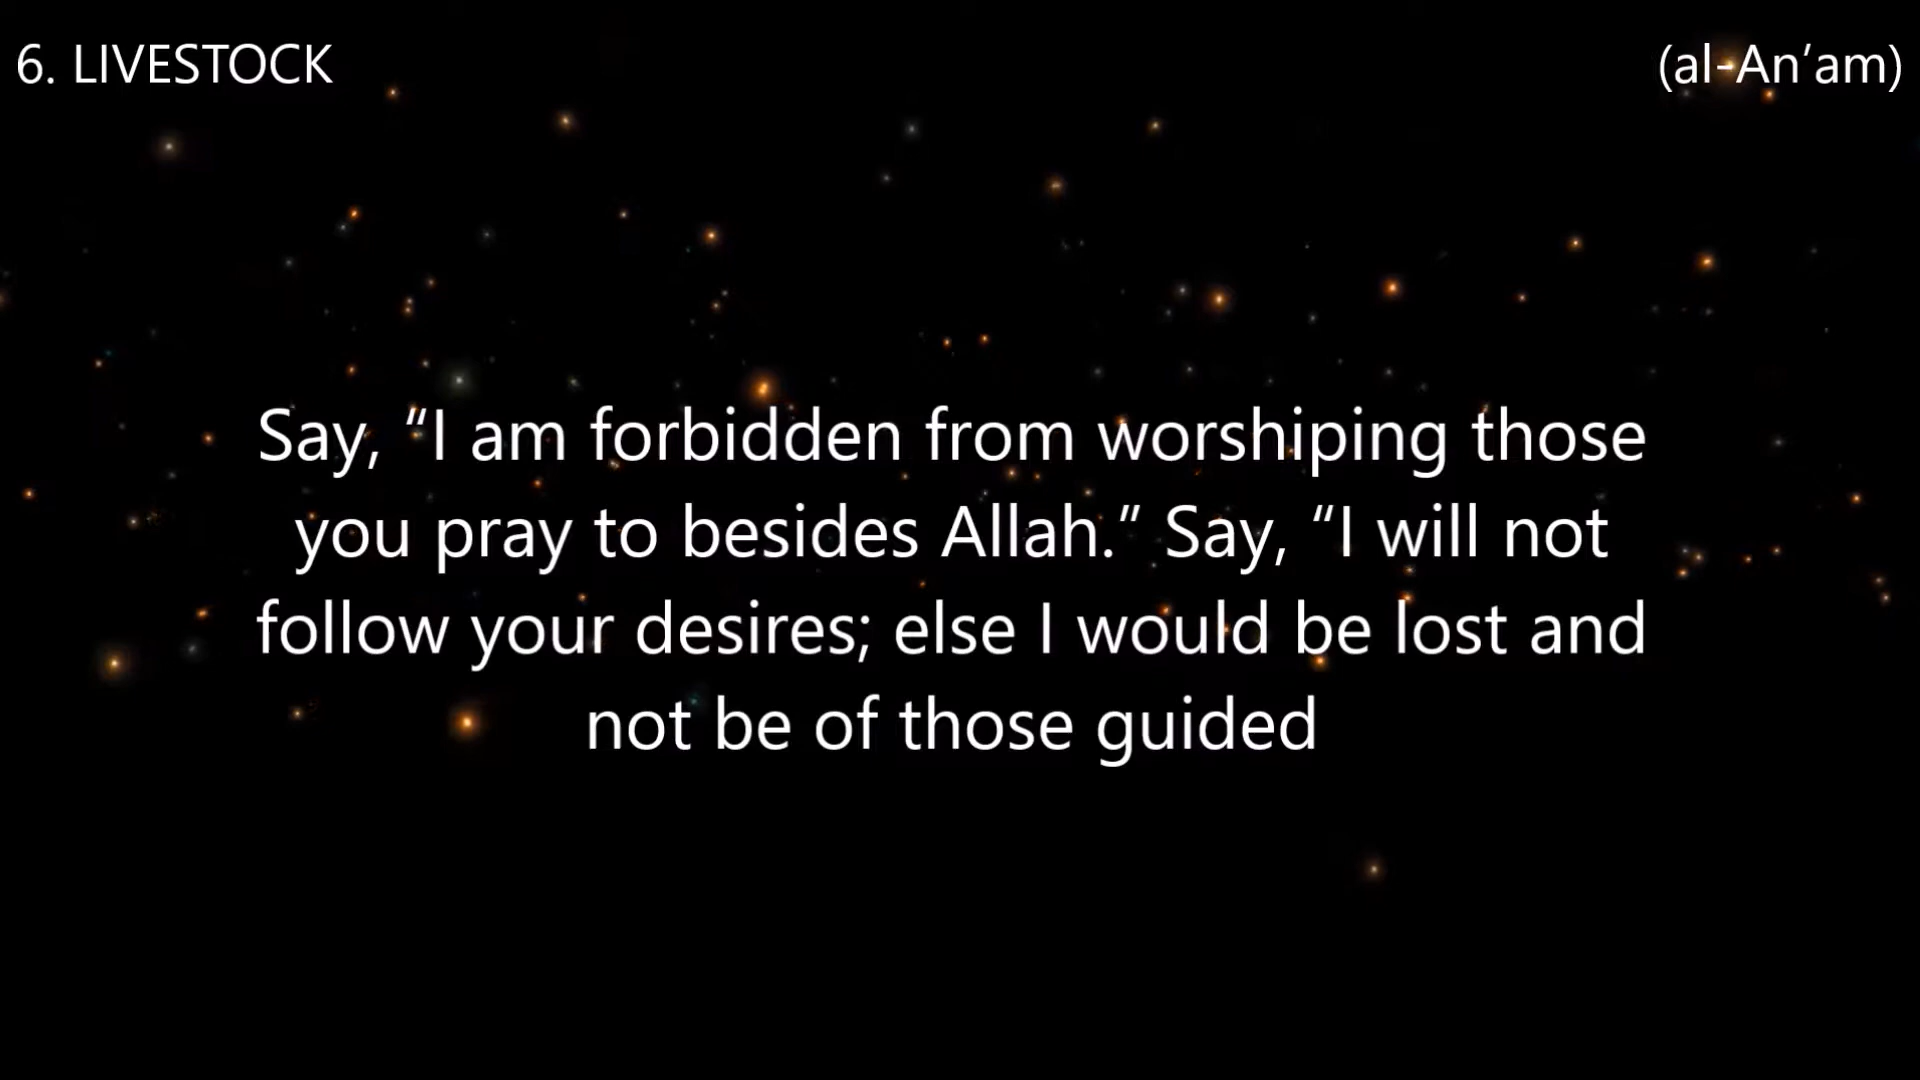 6. LIVESTOCK
(al-An’am)
Say, “I am forbidden from worshiping those
you pray to besides Allah.” Say, “I will not
follow your desires; else I would be lost and
not be of those guided